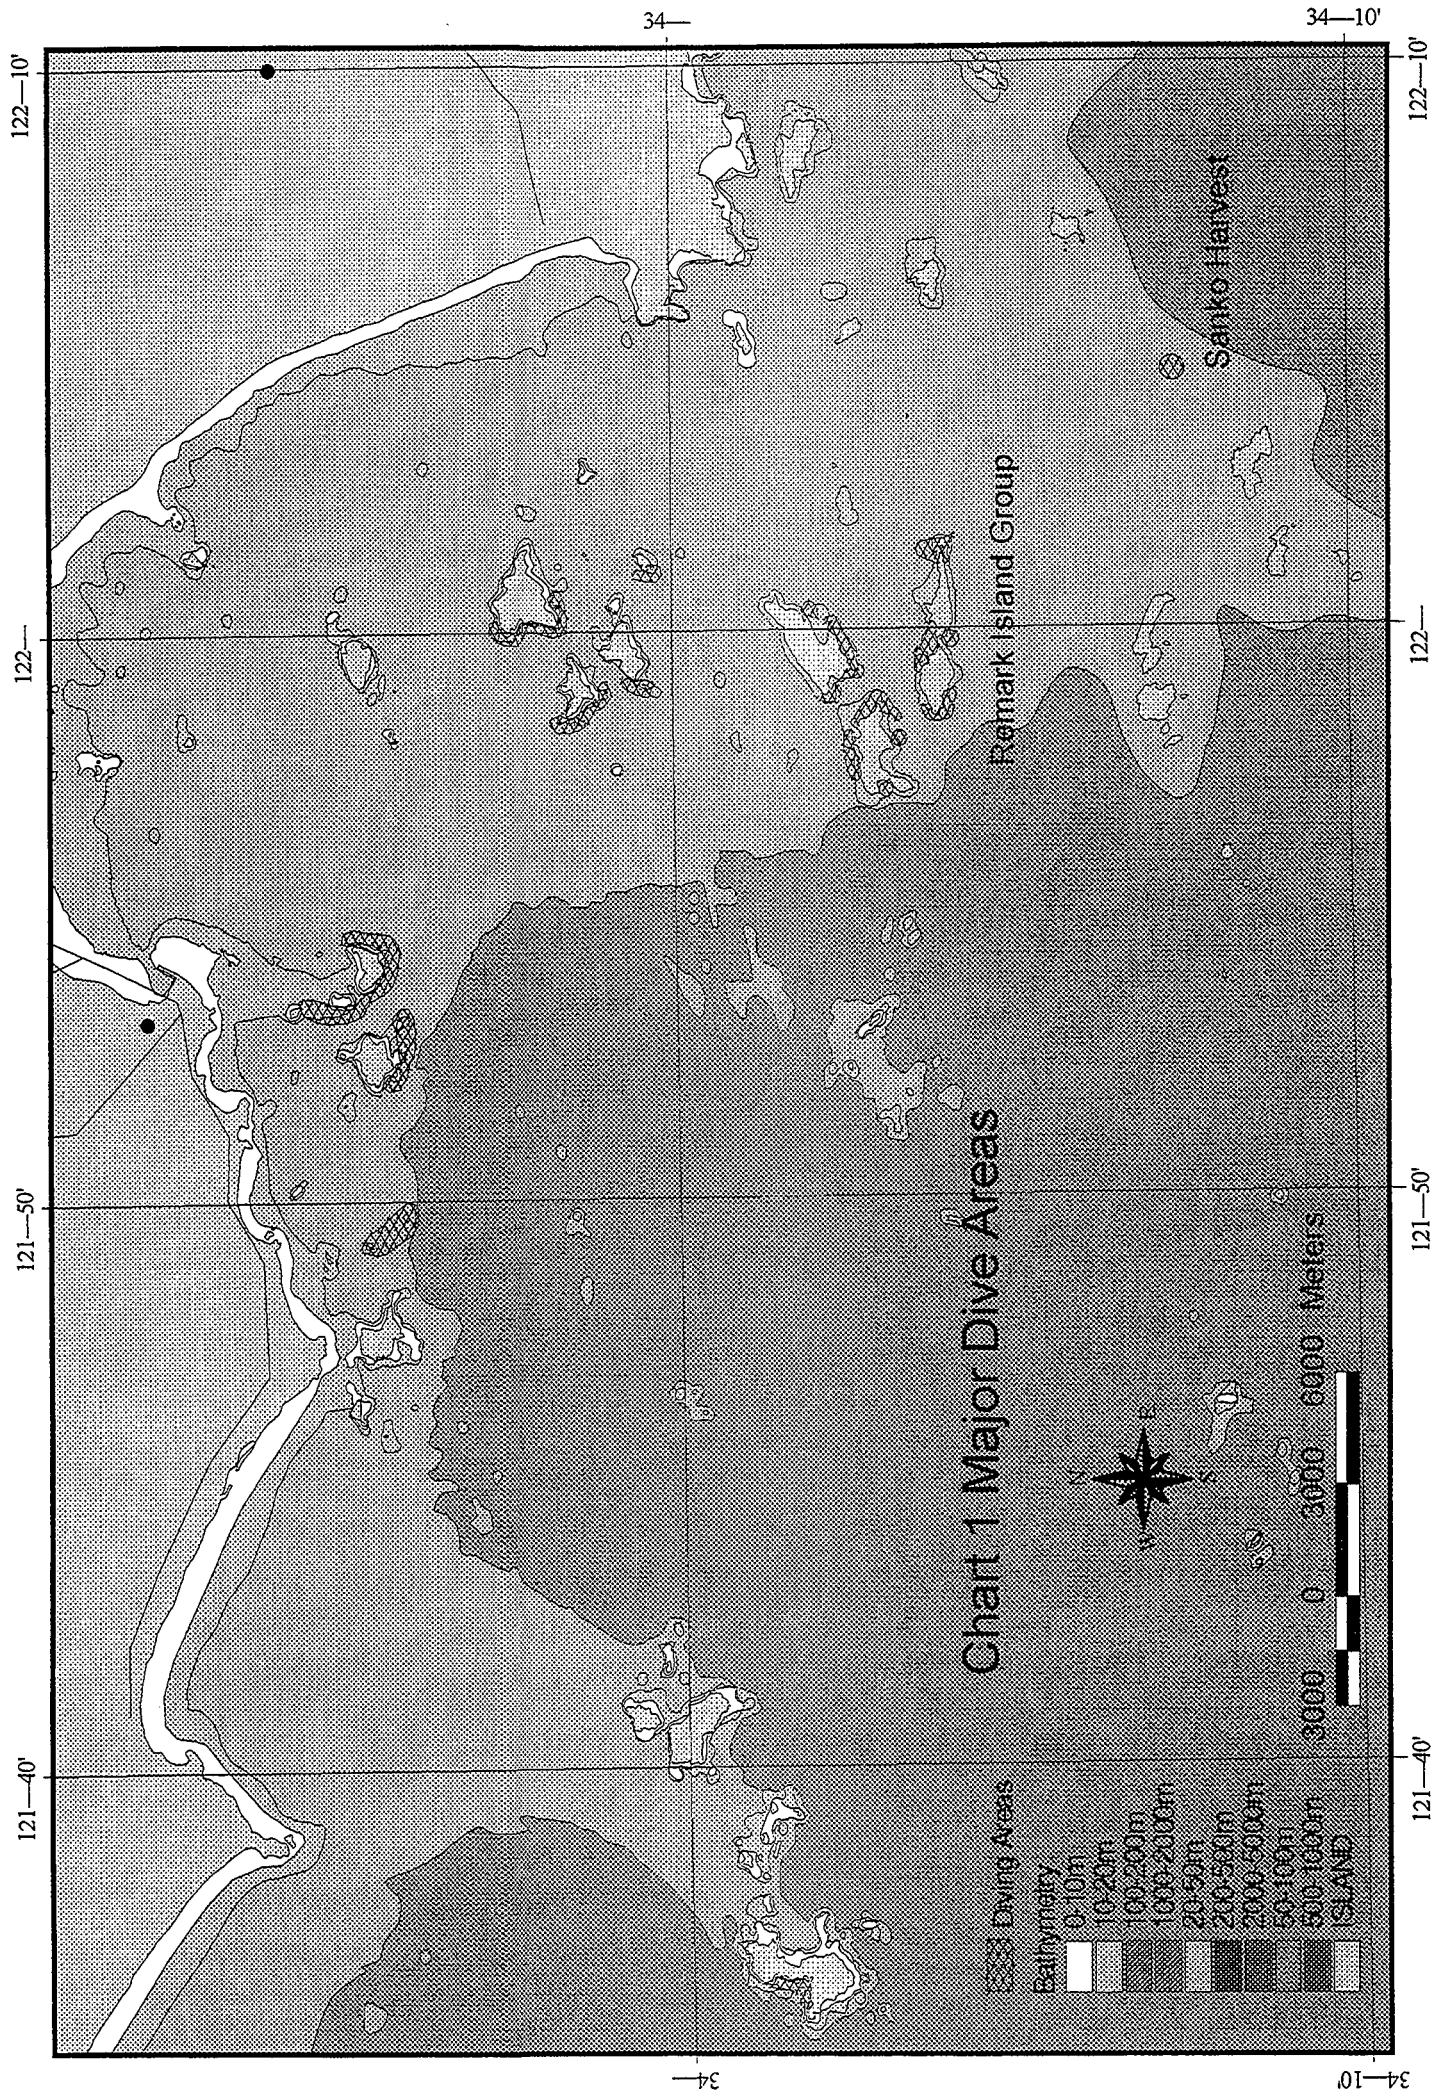 34—
34—10'
122—10'
122—10'
Sanko Harvest
Remark Island Group
122—
122—
121—50'
121—50'
Chart 1 Major Dive Areas
N
W
E
S
3000 0 3000 6000 Meters
121—40'
121—40'
Diving Areas
Bathymetry
0-10m
10-20m
100-200m
1000-2000m
20-50m
200-500m
2000-5000m
50-100m
500-1000m
ISLAND
34—
34—10'